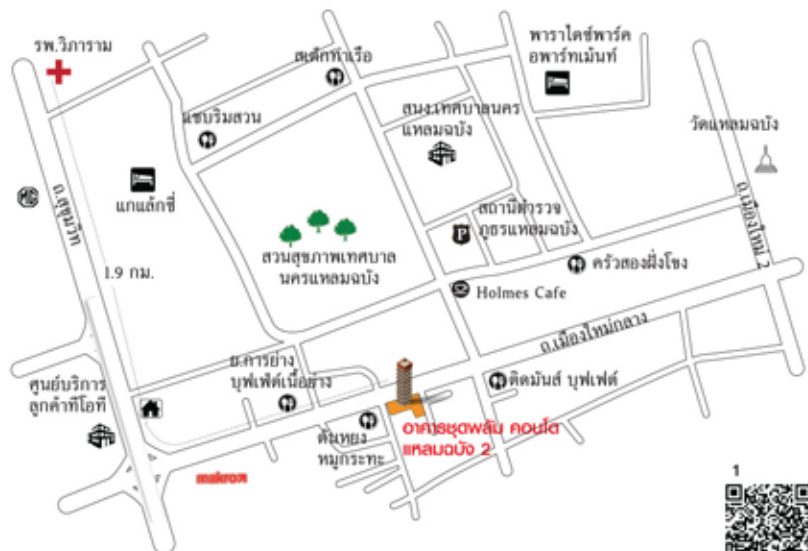 รพ.วิภาราม
สเต็กท่าเรือ
พาราไดซ์พาร์ค
อพาร์ทเม้นท์
แซบริมสวน
สนง.เทศบาลนคร
แหลมฉบัง
วัดแหลมฉบัง
MG
ถ.สุขุมวิท
แกแล็กซี่
สถานีตำรวจ
ภูธรแหลมฉบัง
P
ถ.เมืองใหม่ 2
สวนสุขภาพเทศบาล
นครแหลมฉบัง
1.9 กม.
ครัวสองฝั่งโขง
Holmes Cafe
ถ.เมืองใหม่กลาง
ย.การย่าง
บุฟเฟ่ต์เนื้อย่าง
ศูนย์บริการ
ลูกค้าทีโอที
ติดมันส์ บุฟเฟต์
ต้นหยง
หมูกระทะ
อาคารชุดพลัม คอนโด
แหลมฉบัง 2
makro
1